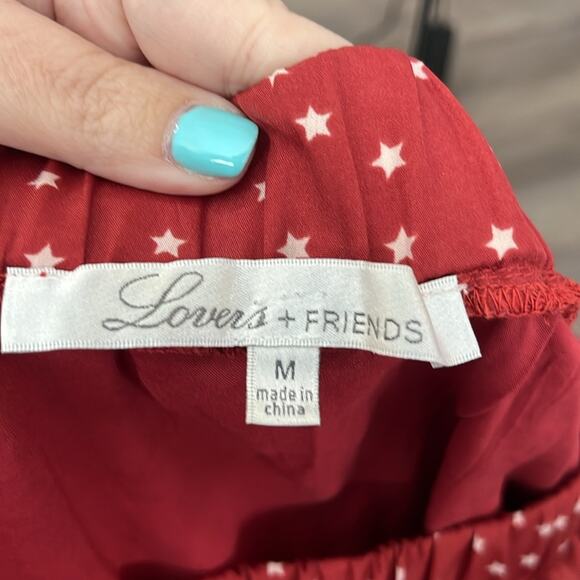 Lovers + FRIENDS
M
made in
china